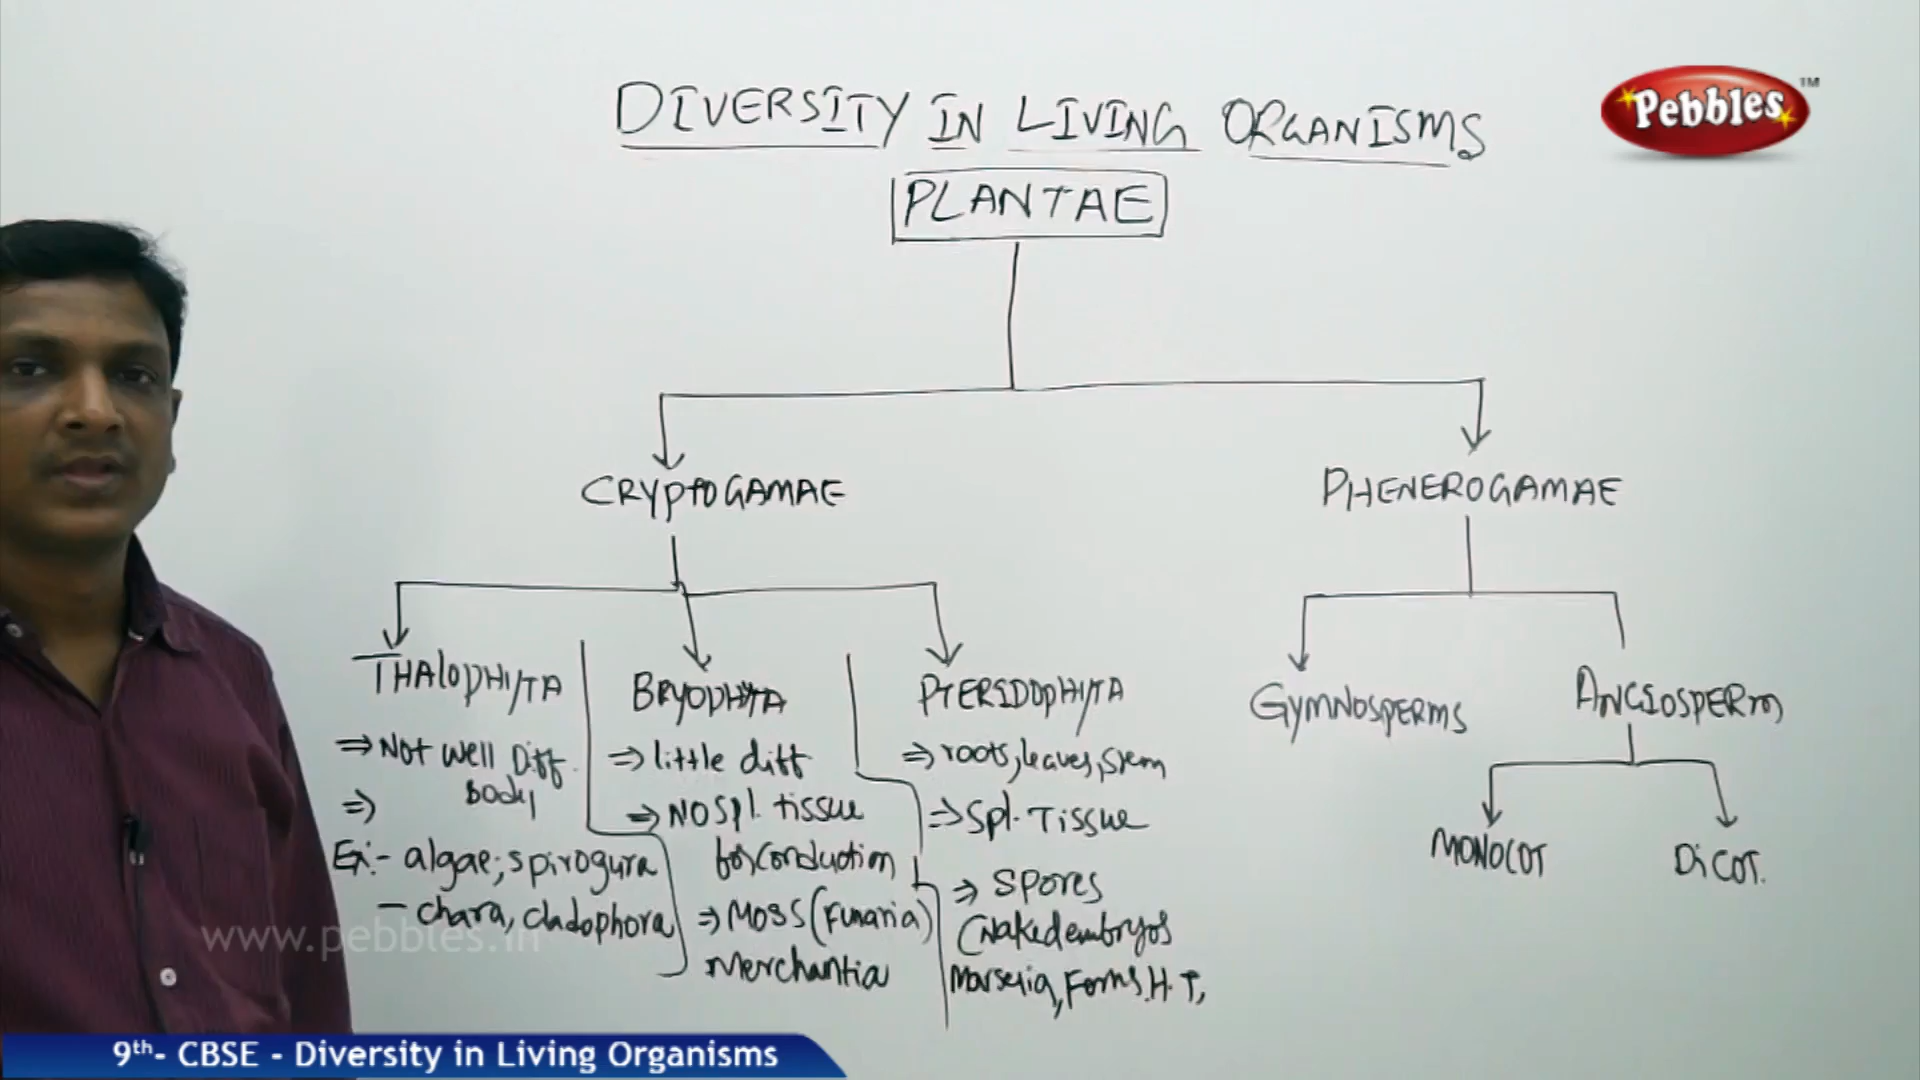 DIVERSITY IN LIVING ORGANISMS
Pebbles TM
PLANTAE
CRYPTOGAMAE
PHENEROGAMAE
THALOPHYTA
BRYOPHYTA
PTERIDOPHYTA
GYMNOSPERMS
ANGIOSPERM
⇒ Not well Diff.
body
⇒
Ex:- algae; spirogura
- chara, cladophora
⇒ little diff
⇒ NO Spl. tissue
for conduction
⇒ MOSS (Funaria)
Merchantia
⇒ roots, leaves, stem
⇒ Spl. Tissue
⇒ SPORES
(Naked embryos
Marselia, Ferns. H. T,
MONOCOT
DICOT.
www.pebbles.in
9th- CBSE - Diversity in Living Organisms